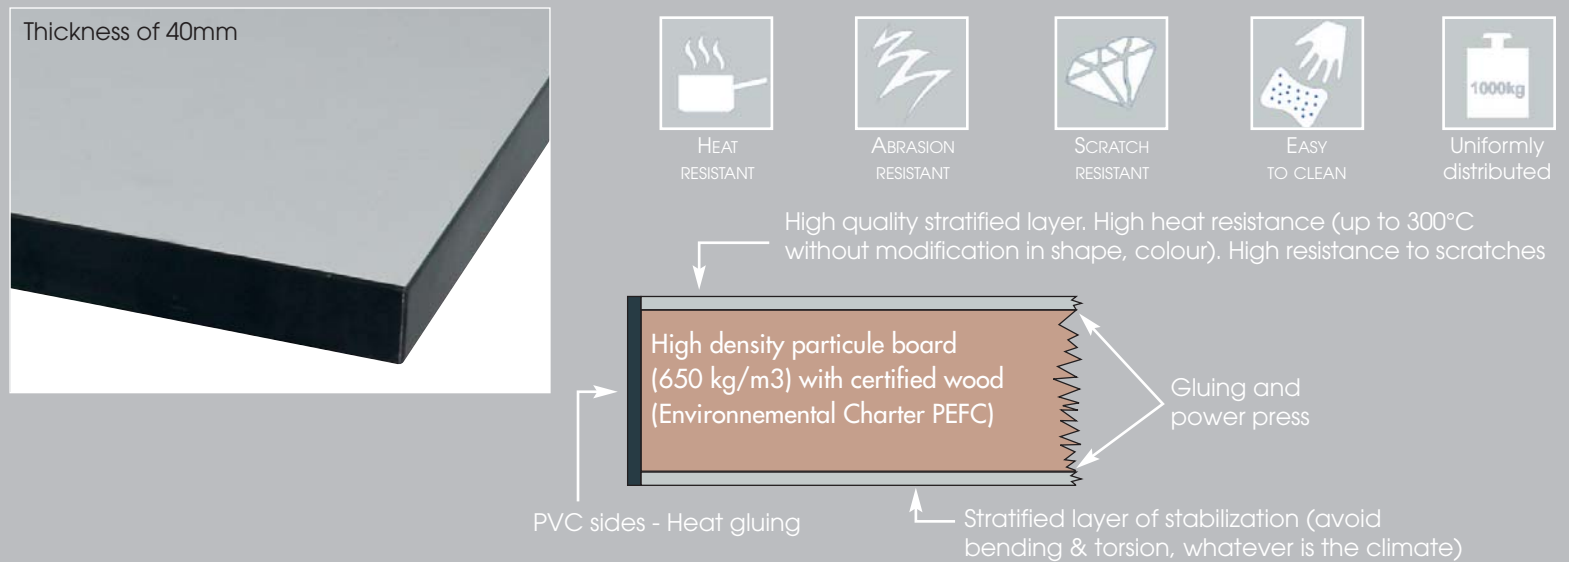 Thickness of 40mm
1000kg
HEAT
RESISTANT
ABRASION
RESISTANT
SCRATCH
RESISTANT
EASY
TO CLEAN
Uniformly
distributed
High quality stratified layer. High heat resistance (up to 300°C
without modification in shape, colour). High resistance to scratches
High density particule board
(650 kg/m3) with certified wood
(Environnemental Charter PEFC)
Gluing and
power press
PVC sides - Heat gluing
Stratified layer of stabilization (avoid
bending & torsion, whatever is the climate)